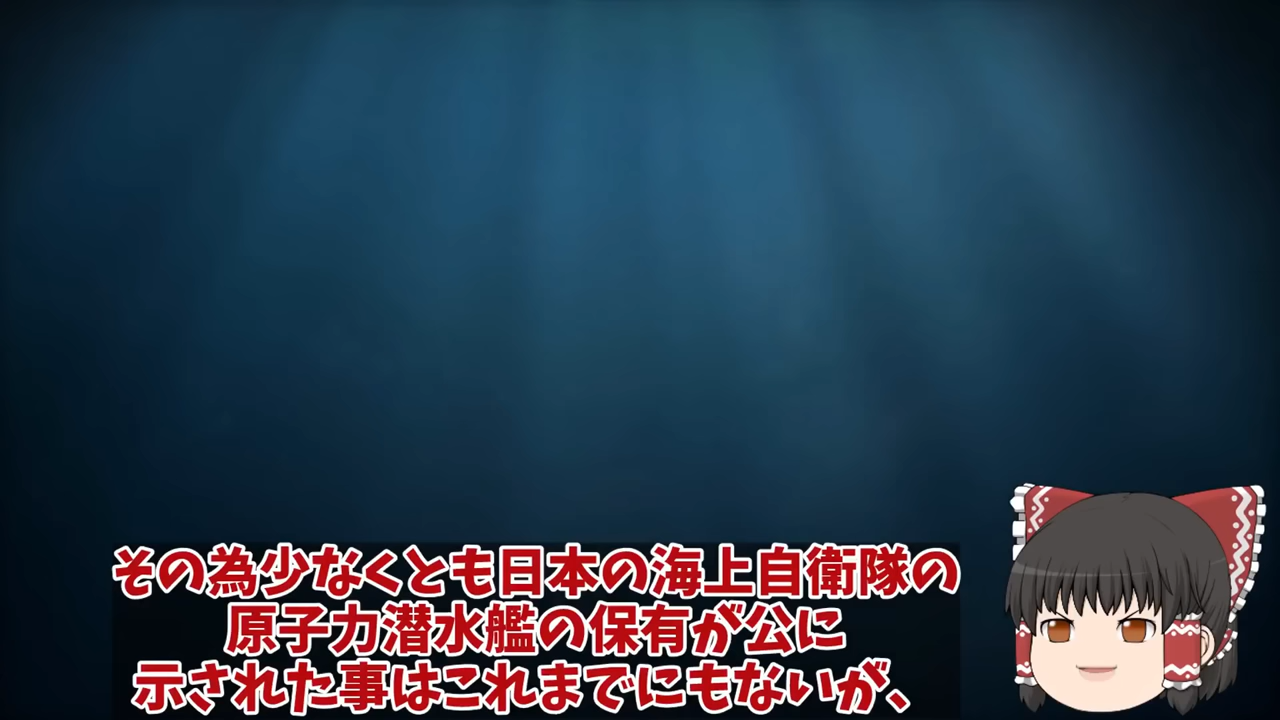 その為少なくとも日本の海上自衛隊の
原子力潜水艦の保有が公に
示された事はこれまでにもないが、